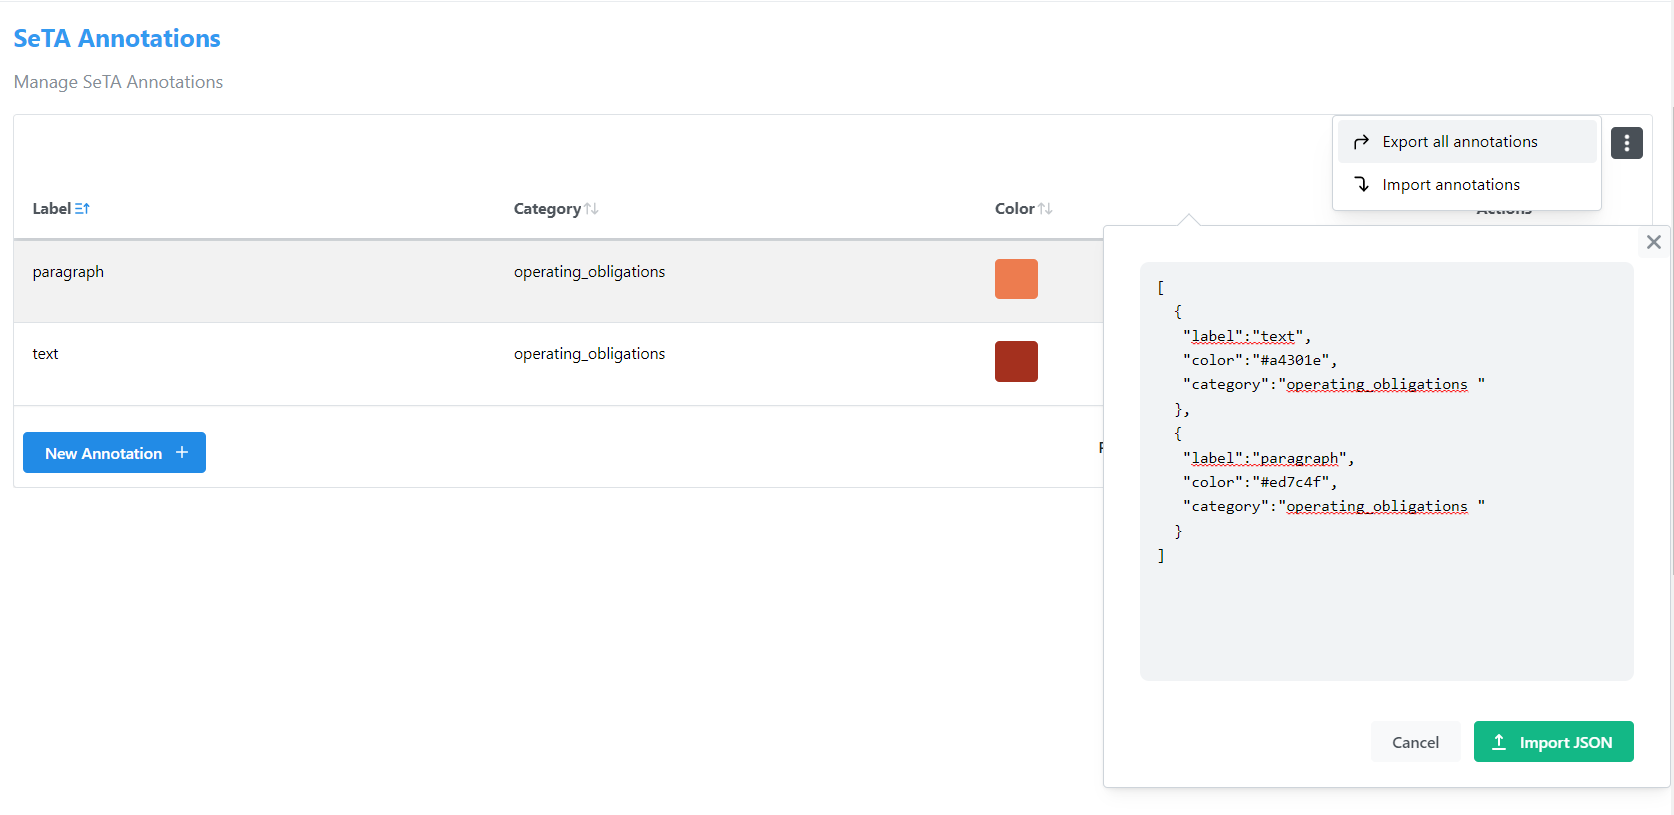 SeTA Annotations
Manage SeTA Annotations
Export all annotations
Import annotations
Label
Category
Color
Actions
paragraph
operating_obligations
text
operating_obligations
New Annotation +
[
{
"label":"text",
"color":"#a4301e",
"category":"operating_obligations "
},
{
"label":"paragraph",
"color":"#ed7c4f",
"category":"operating_obligations "
}
]
Cancel
Import JSON